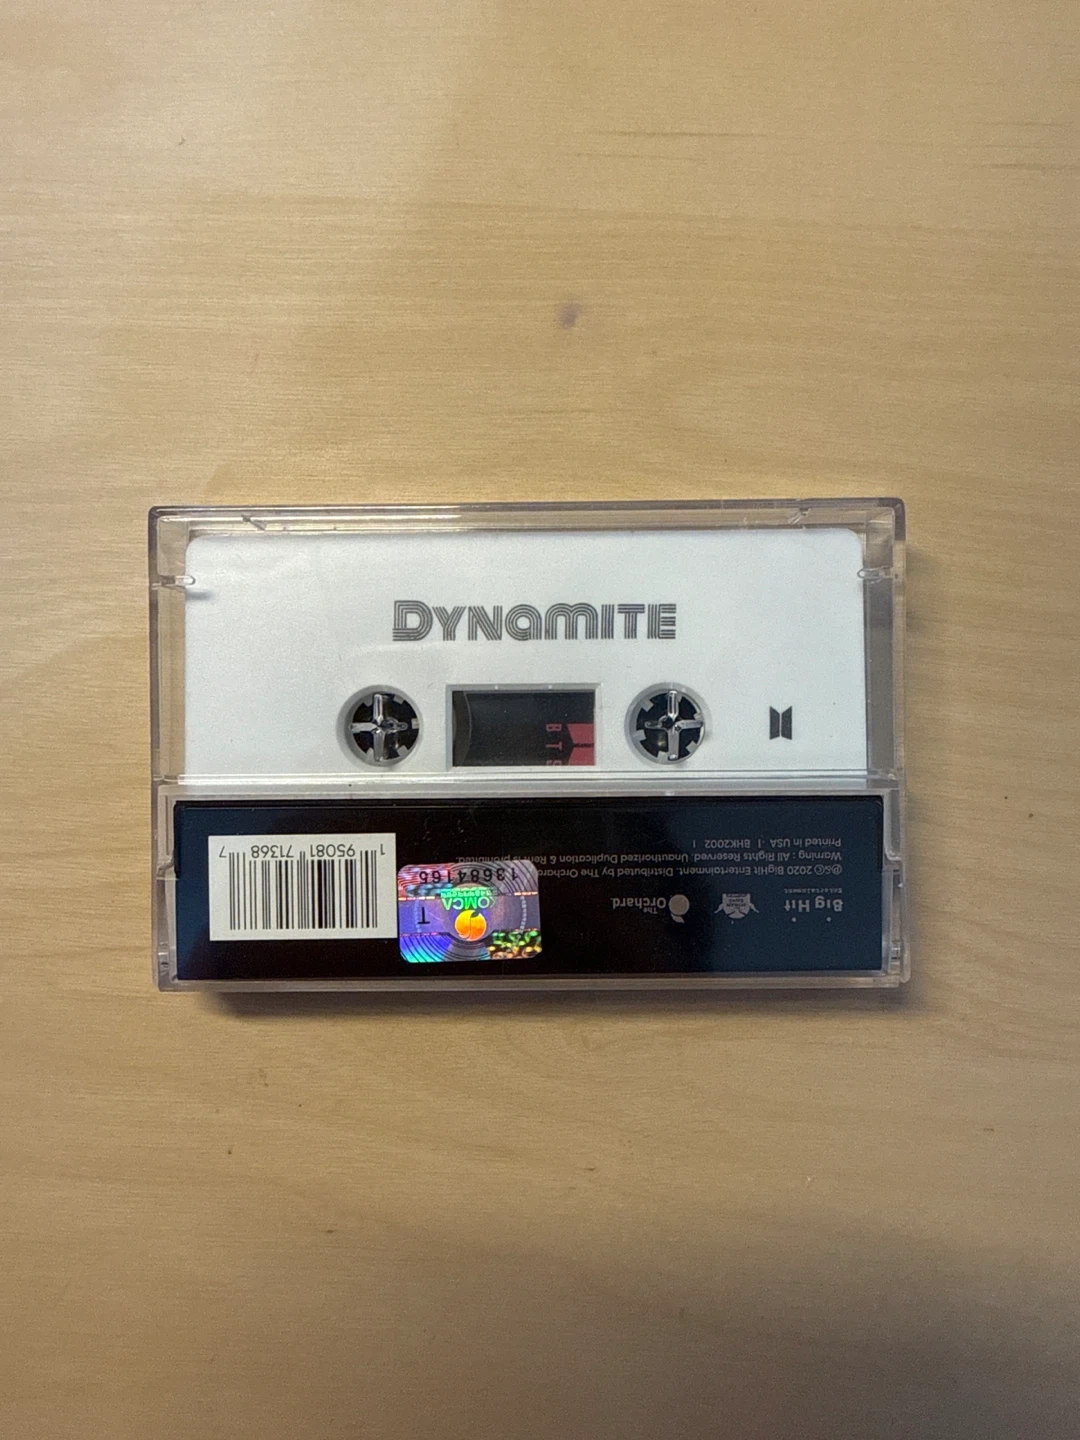 DYNAMITE
BTS
Big Hit
Entertainment
The
Orchard.
℗© 2020 BigHit Entertainment. Distributed by The Orchard
Warning : All Rights Reserved. Unauthorized Duplication & Rent is prohibited.
Printed in USA
BHK2002
13684165
KOMCA
T
1 95081 71368 7